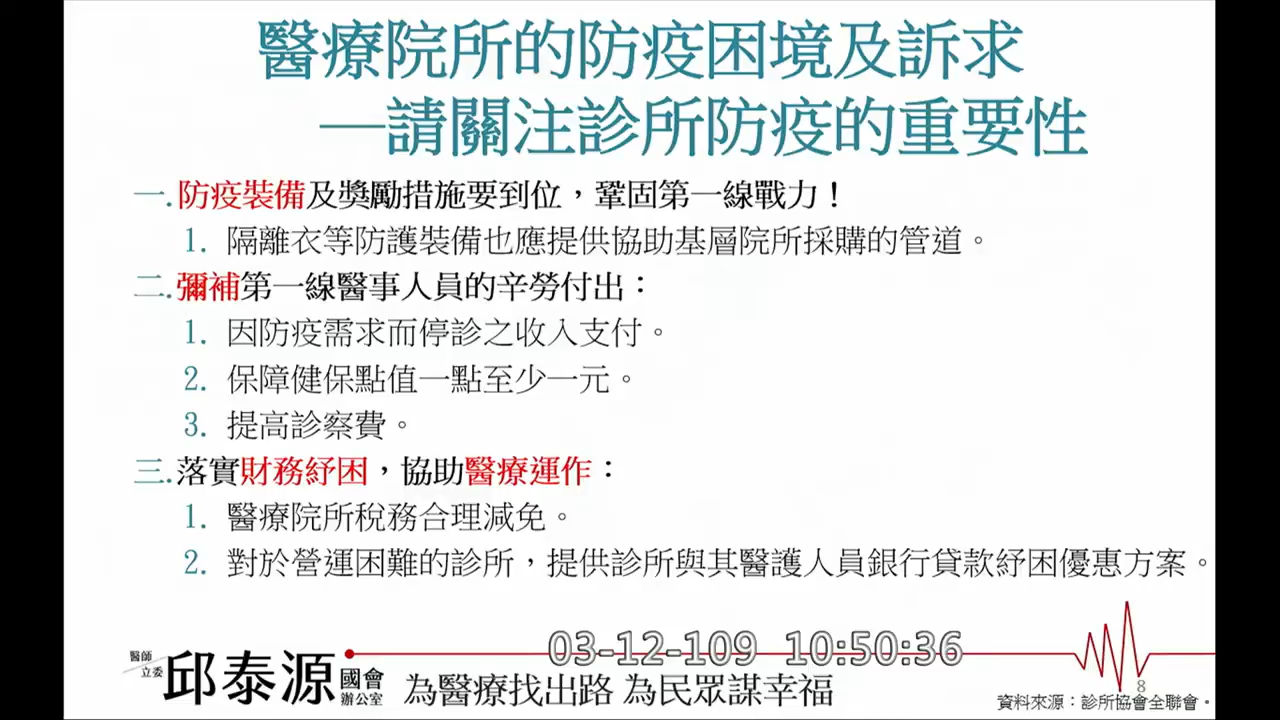 醫療院所的防疫困境及訴求
—請關注診所防疫的重要性
一.防疫裝備及獎勵措施要到位，鞏固第一線戰力！
1. 隔離衣等防護裝備也應提供協助基層院所採購的管道。
二.彌補第一線醫事人員的辛勞付出：
1. 因防疫需求而停診之收入支付。
2. 保障健保點值一點至少一元。
3. 提高診察費。
三.落實財務紓困，協助醫療運作：
1. 醫療院所稅務合理減免。
2. 對於營運困難的診所，提供診所與其醫護人員銀行貸款紓困優惠方案。
03-12-109 10:50:36
醫師
立委
邱泰源
國會
辦公室
為醫療找出路 為民眾謀幸福
8
資料來源：診所協會全聯會。